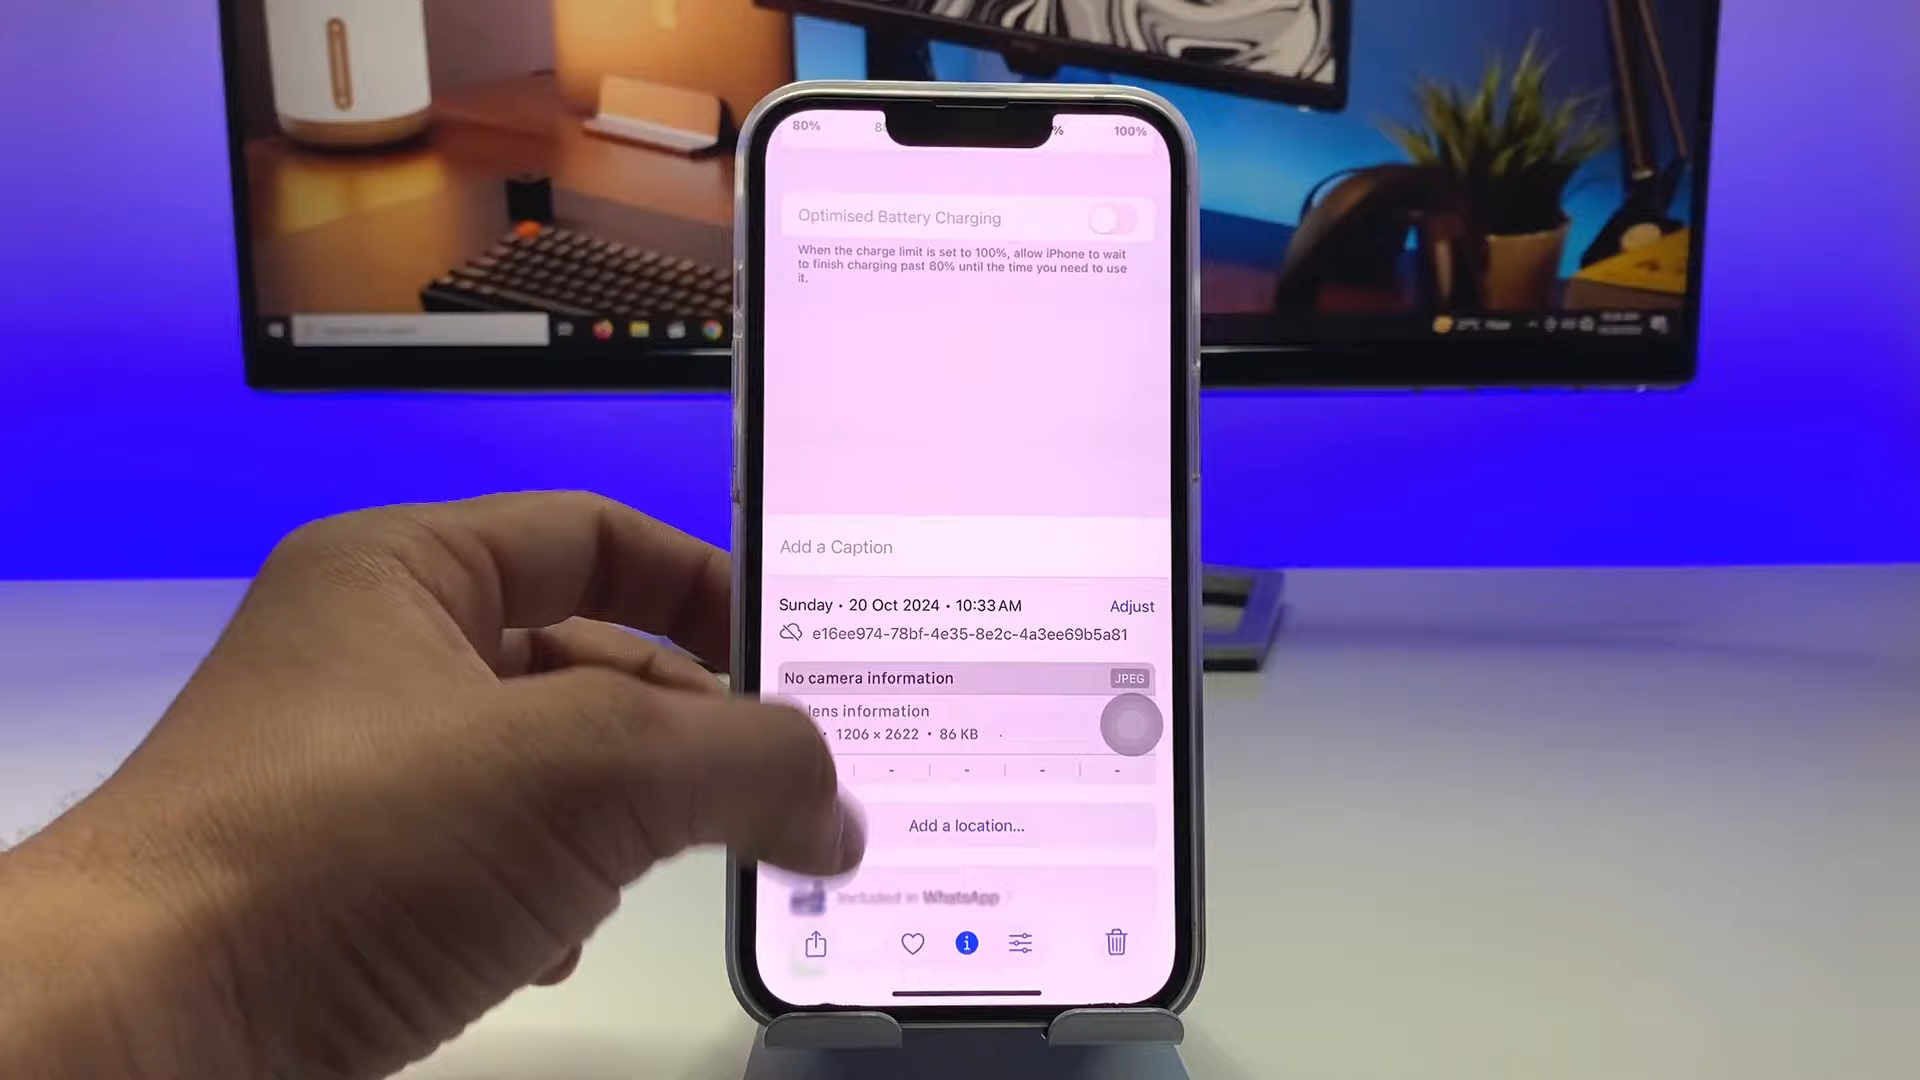 80%
100%
Optimised Battery Charging
When the charge limit is set to 100%, allow iPhone to wait
to finish charging past 80% until the time you need to use
it.
Add a Caption
Sunday • 20 Oct 2024 • 10:33 AM
Adjust
e16ee974-78bf-4e35-8e2c-4a3ee69b5a81
No camera information
JPEG
lens information
• 1206 × 2622 • 86 KB
Add a location...
Included in WhatsApp